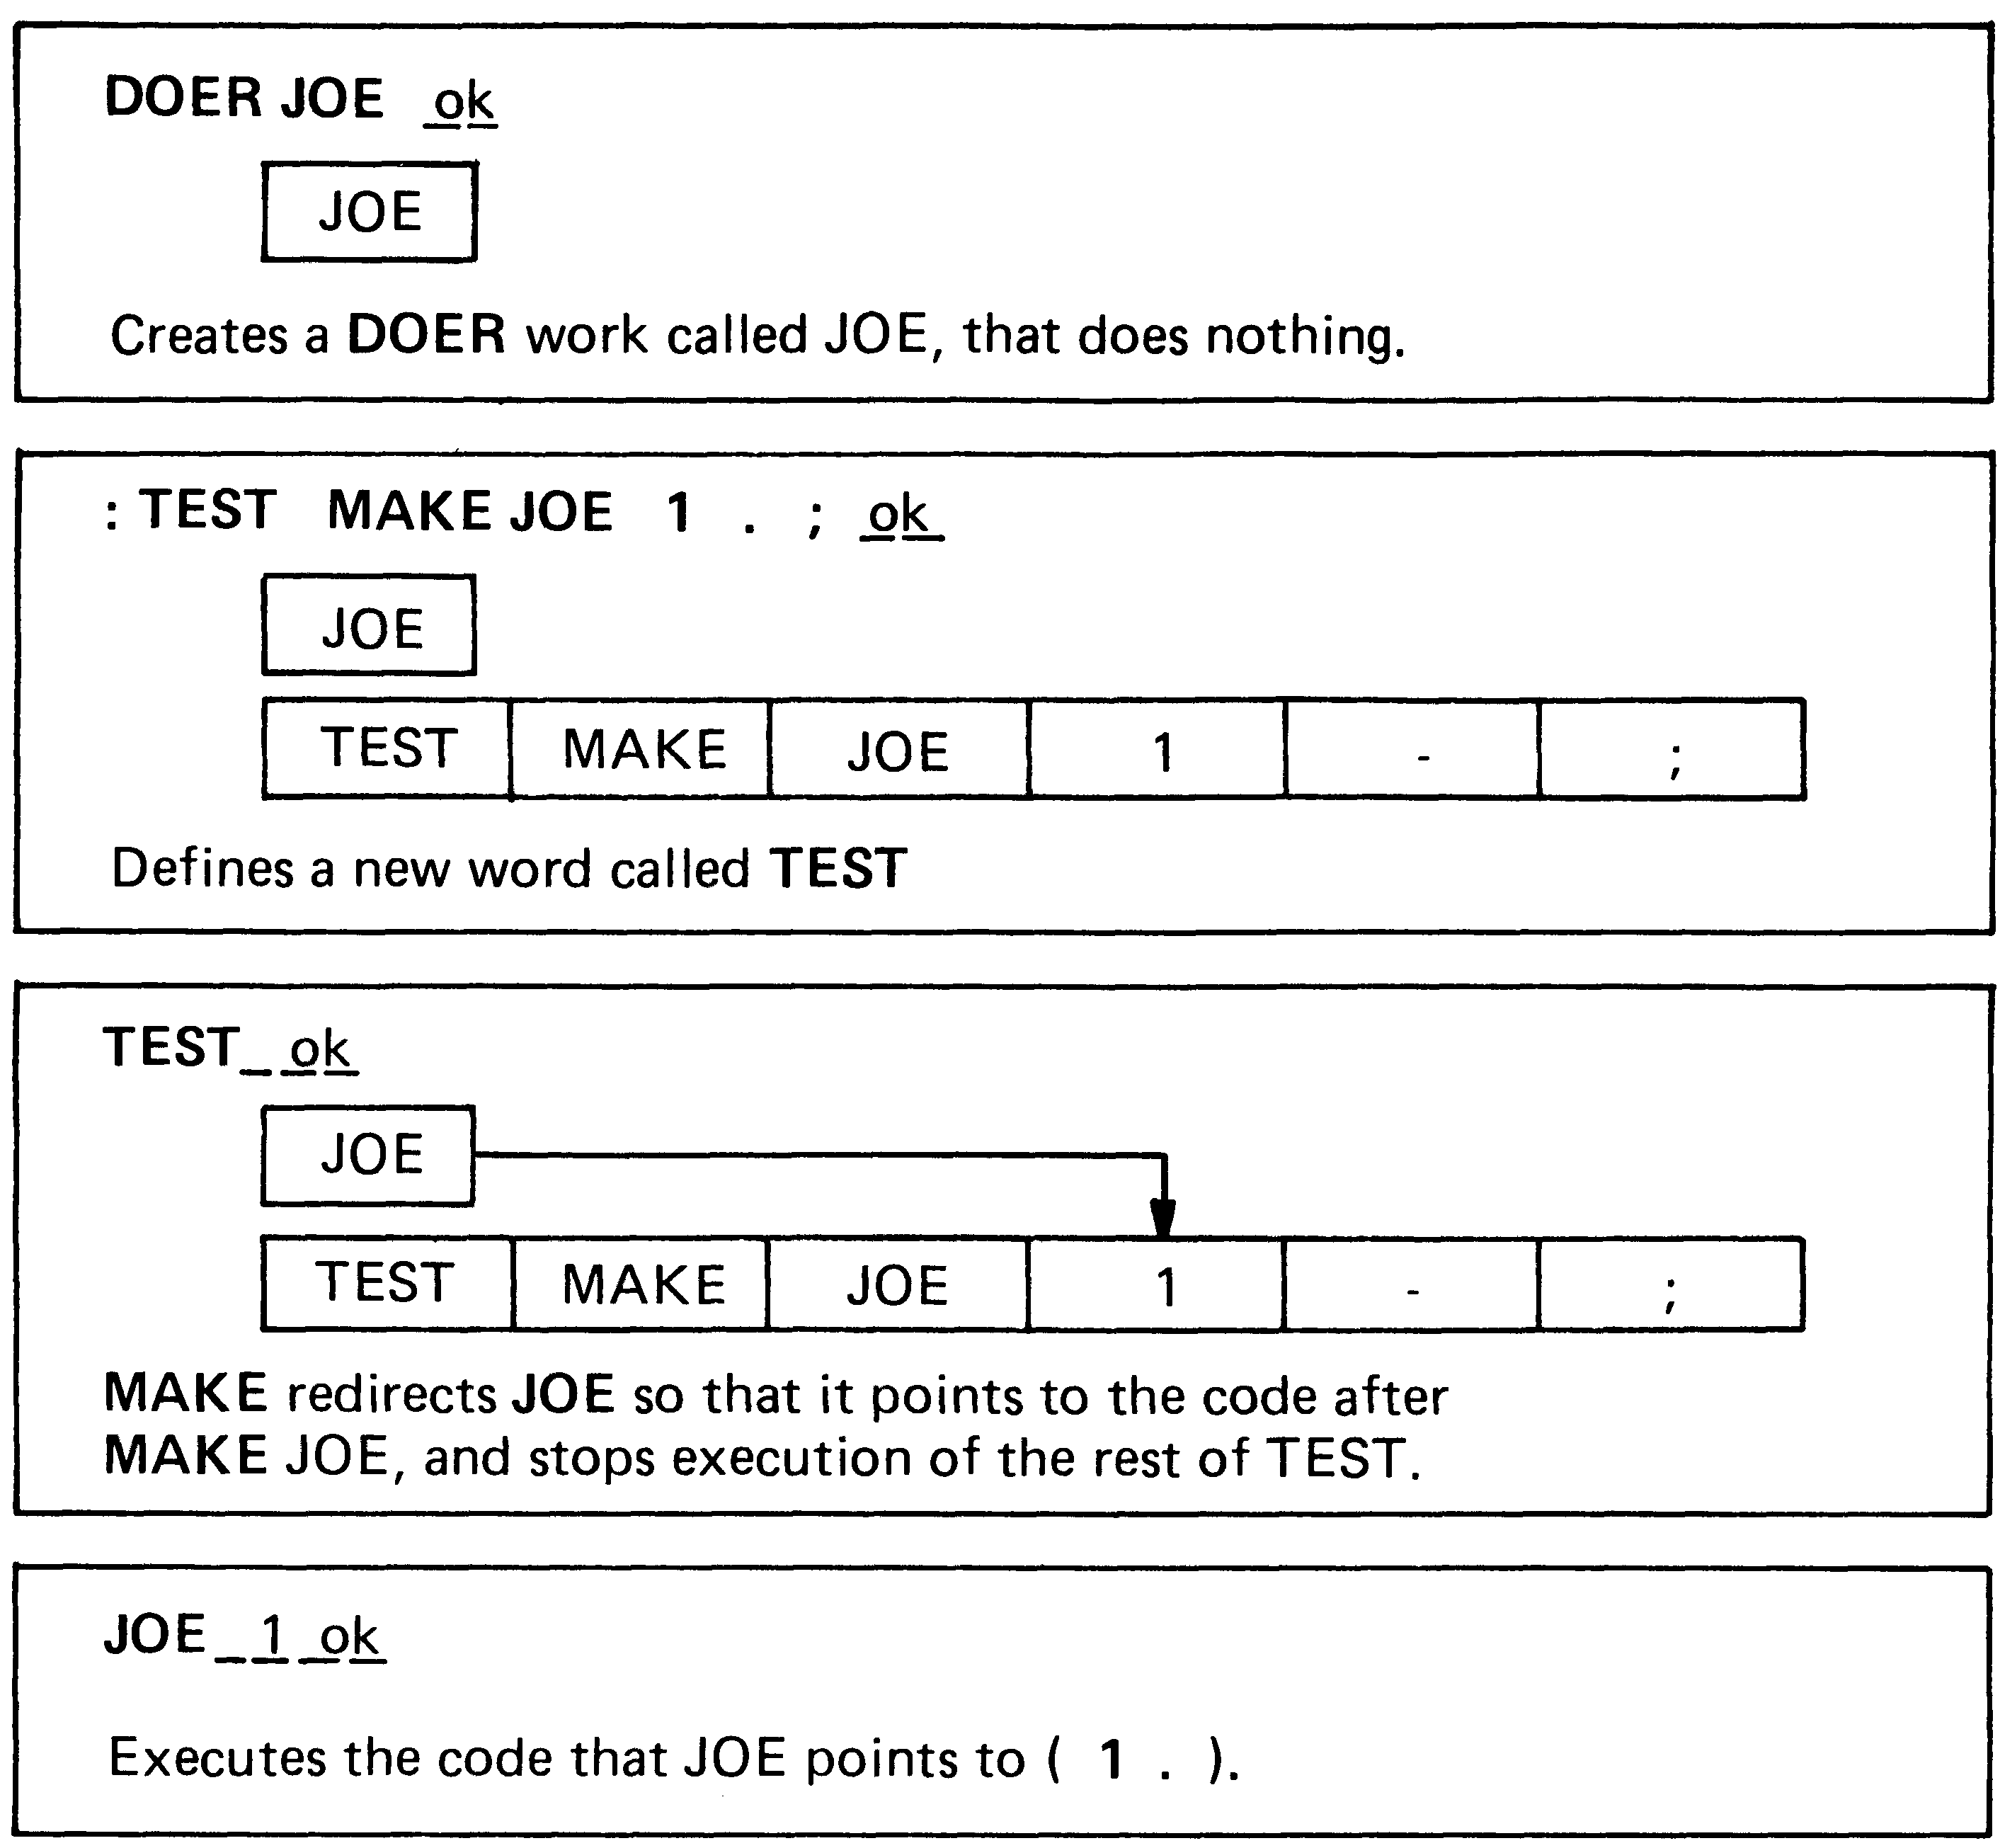 DOER JOE ok
JOE
Creates a DOER work called JOE, that does nothing.
: TEST MAKE JOE 1 . ; ok
JOE
TEST MAKE JOE 1 - ;
Defines a new word called TEST
TEST_ ok
JOE
TEST MAKE JOE 1 - ;
MAKE redirects JOE so that it points to the code after
MAKE JOE, and stops execution of the rest of TEST.
JOE_1 ok
Executes the code that JOE points to ( 1 . ).